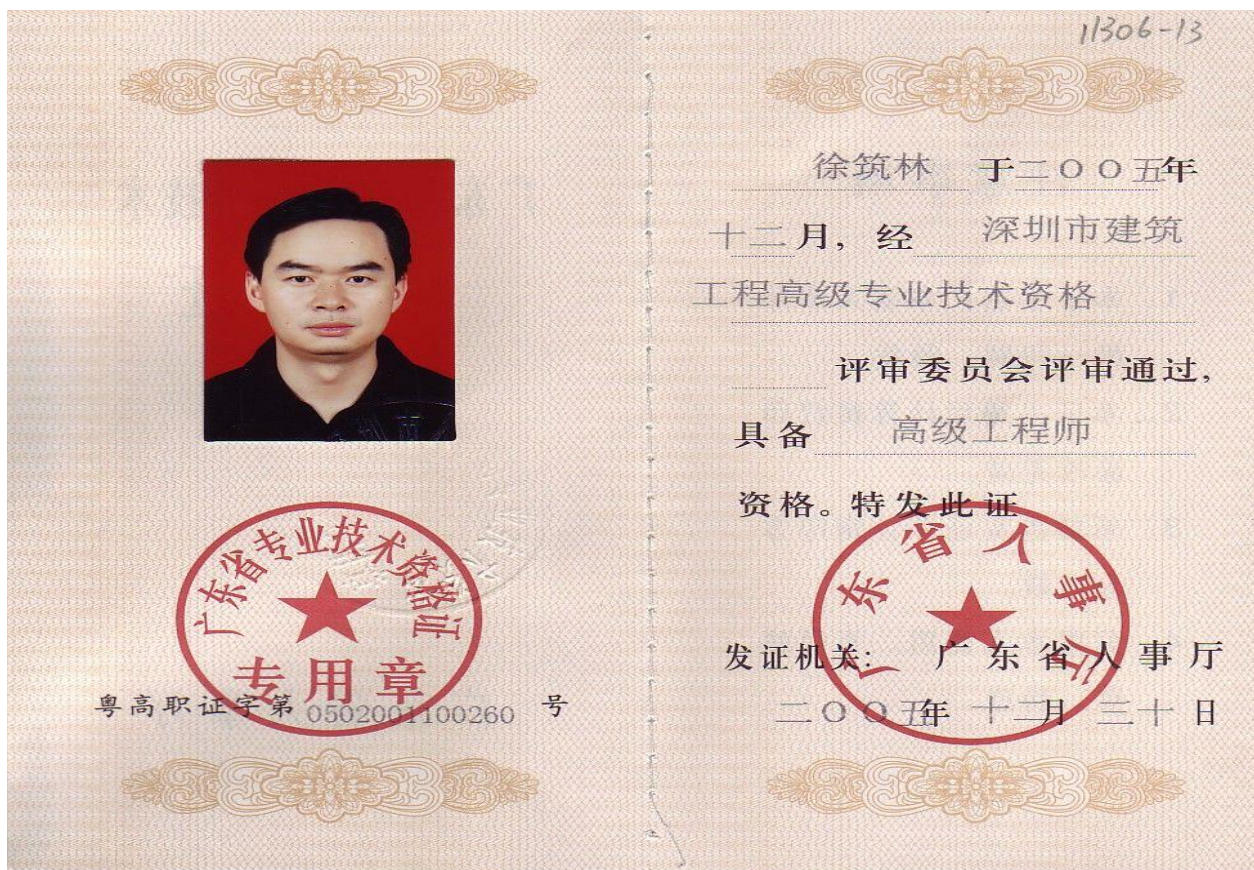 广东省专业技术资格证
专用章
粤高职证字第 0502001100260 号
11306-13
徐筑林 于二〇〇五年
十二月，经 深圳市建筑
工程高级专业技术资格
评审委员会评审通过，
具备 高级工程师
资格。特发此证
广东省人事厅
发证机关： 广东省人事厅
二〇〇五年 十二月 三十日